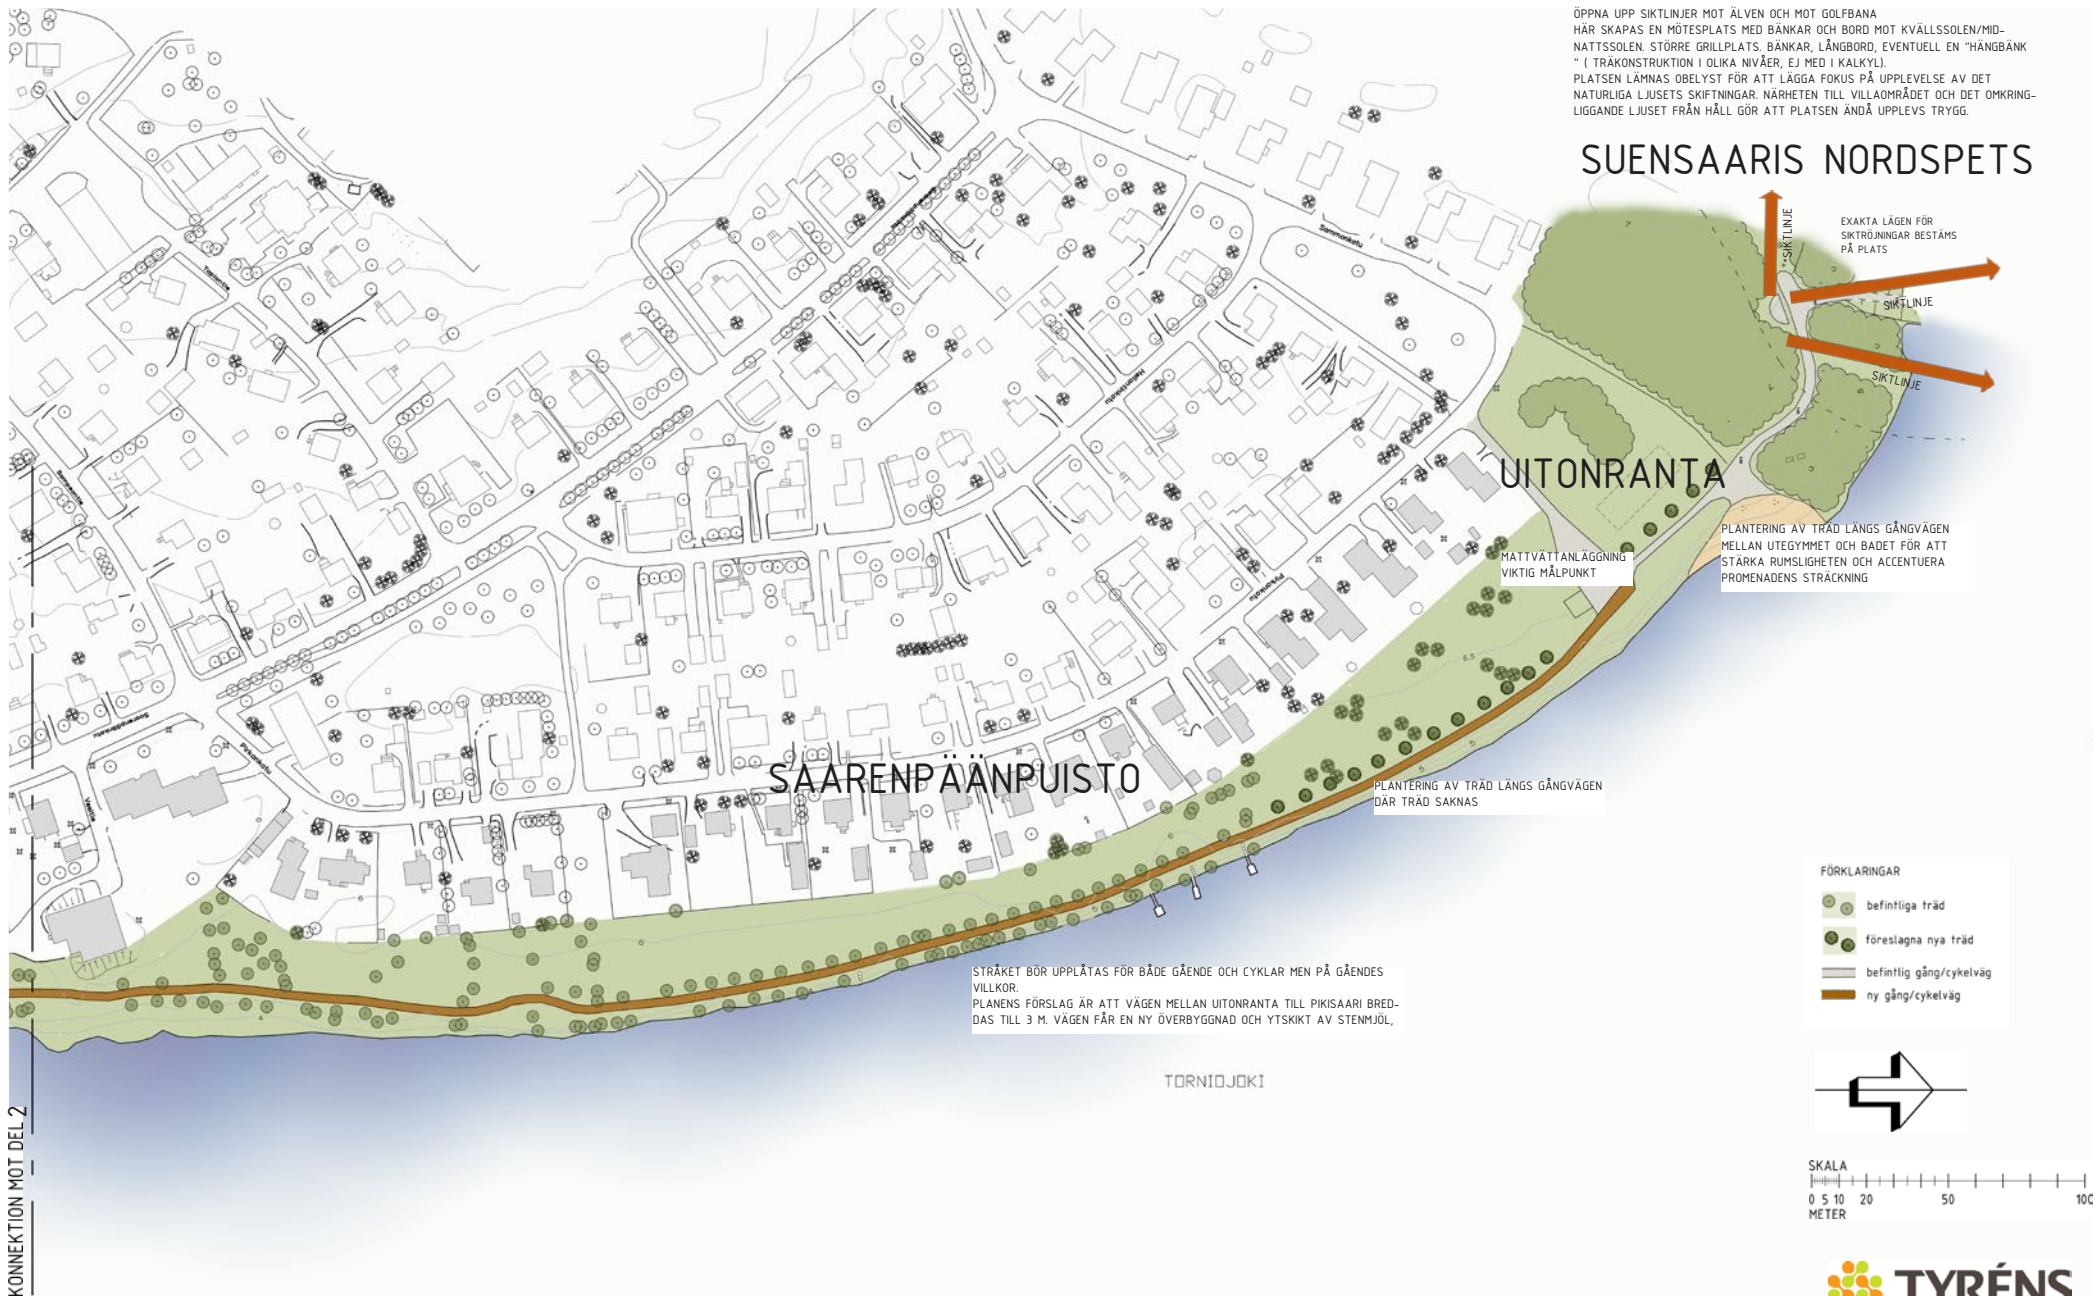 ÖPPNA UPP SIKTLINJER MOT ÄLVEN OCH MOT GOLFBANA
HÄR SKAPAS EN MÖTESPLATS MED BÄNKAR OCH BORD MOT KVÄLLSSOLEN/MID-
NATTSSOLEN. STÖRRE GRILLPLATS. BÄNKAR, LÅNGBORD, EVENTUELL EN "HÄNGBÄNK
" ( TRÄKONSTRUKTION I OLIKA NIVÅER, EJ MED I KALKYL).
PLATSEN LÄMNAS OBELYST FÖR ATT LÄGGA FOKUS PÅ UPPLEVELSE AV DET
NATURLIGA LJUSETS SKIFTNINGAR. NÄRHETEN TILL VILLAOMRÅDET OCH DET OMKRING-
LIGGANDE LJUSET FRÅN HÅLL GÖR ATT PLATSEN ÄNDÅ UPPLEVS TRYGG.
SUENSAARIS NORDSPETS
SIKTLINJE
EXAKTA LÄGEN FÖR
SIKTRÖJNINGAR BESTÄMS
PÅ PLATS
SIKTLINJE
SIKTLINJE
Sammonkatu
Hallantinkatu
Pirkankatu
UITONRANTA
MATTVÄTTANLÄGGNING
VIKTIG MÅLPUNKT
PLANTERING AV TRÄD LÄNGS GÅNGVÄGEN
MELLAN UTEGYMMET OCH BADET FÖR ATT
STÄRKA RUMSLIGHETEN OCH ACCENTUERA
PROMENADENS STRÄCKNING
6.5
Saarenpäänkatu
Pirkankatu
SAARENPÄÄNPUISTO
PLANTERING AV TRÄD LÄNGS GÅNGVÄGEN
DÄR TRÄD SAKNAS
STRÅKET BÖR UPPLÅTAS FÖR BÅDE GÅENDE OCH CYKLAR MEN PÅ GÅENDES
VILLKOR.
PLANENS FÖRSLAG ÄR ATT VÄGEN MELLAN UITONRANTA TILL PIKISAARI BRED-
DAS TILL 3 M. VÄGEN FÅR EN NY ÖVERBYGGNAD OCH YTSKIKT AV STENMJÖL,
TORNIOJOKI
FÖRKLARINGAR
befintliga träd
föreslagna nya träd
befintlig gång/cykelväg
ny gång/cykelväg
SKALA
0 5 10 20 50 100
METER
KONNEKTION MOT DEL 2
TYRÉNS